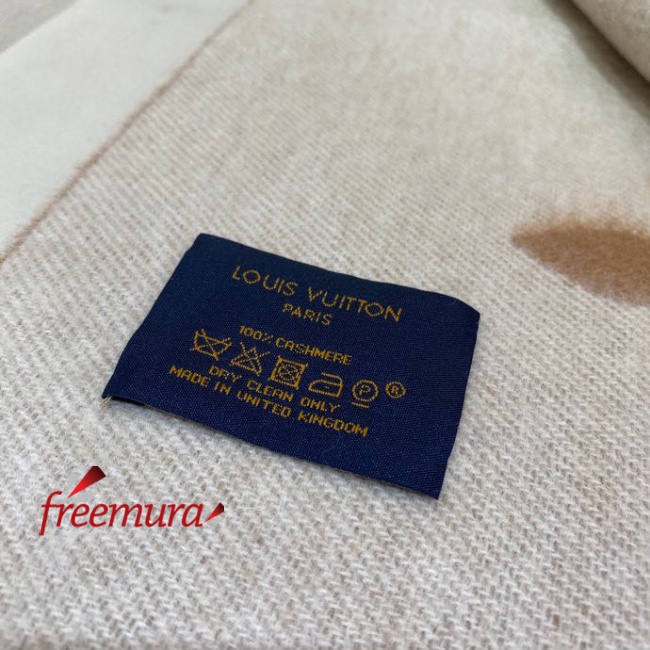 LOUIS VUITTON
PARIS
100% CASHMERE
P ®
DRY CLEAN ONLY
MADE IN UNITED KINGDOM
freemura